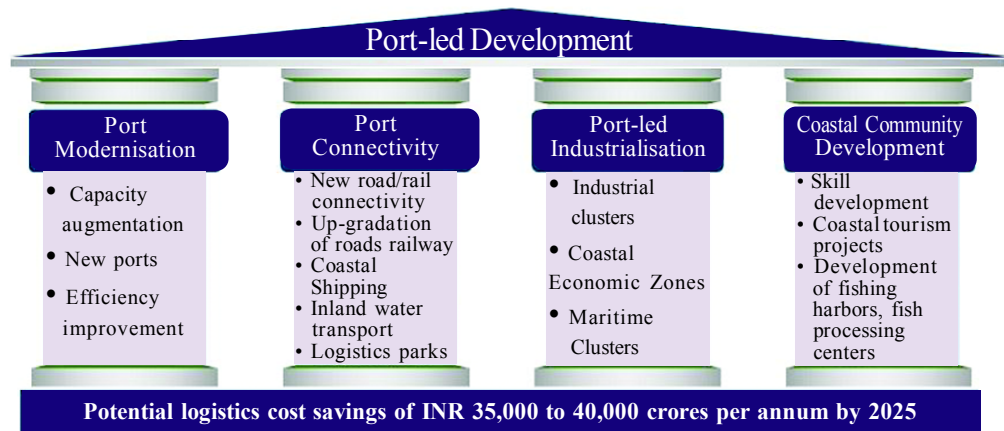 Port-led Development
Port
Modernisation
• Capacity
augmentation
• New ports
• Efficiency
improvement
Port
Connectivity
• New road/rail
connectivity
• Up-gradation
of roads railway
• Coastal
Shipping
• Inland water
transport
• Logistics parks
Port-led
Industrialisation
• Industrial
clusters
• Coastal
Economic Zones
• Maritime
Clusters
Coastal Community
Development
• Skill
development
• Coastal tourism
projects
• Development
of fishing
harbors, fish
processing
centers
Potential logistics cost savings of INR 35,000 to 40,000 crores per annum by 2025